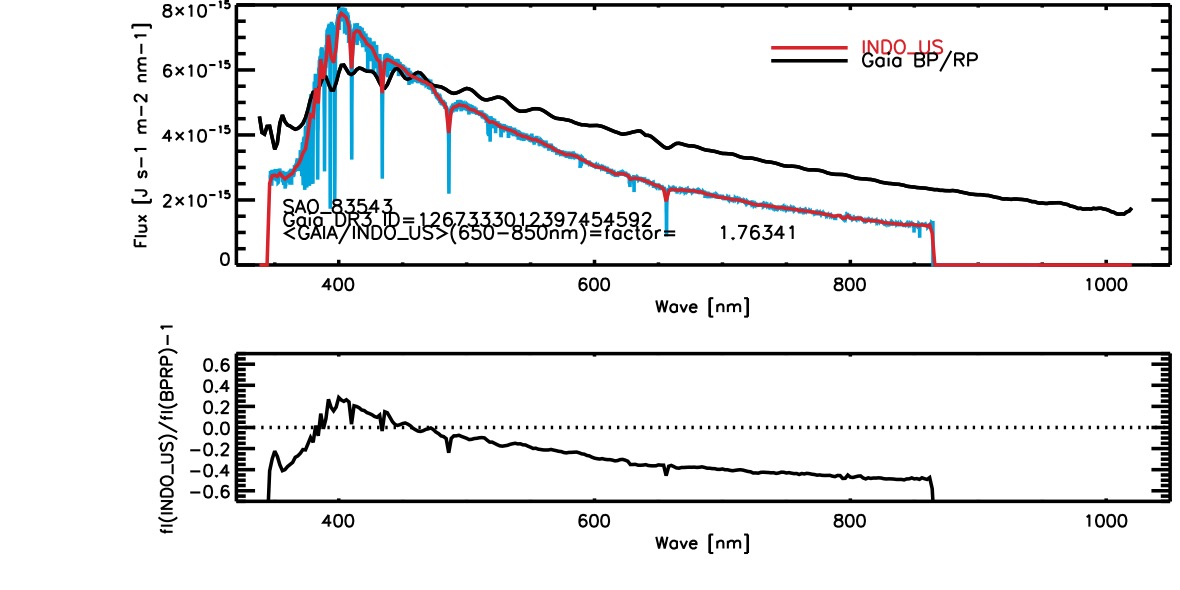 8×10⁻¹⁵
6×10⁻¹⁵
4×10⁻¹⁵
2×10⁻¹⁵
0
Flux [J s−1 m−2 nm−1]
INDO_US
Gaia BP/RP
SAO_83543
Gaia DR3 ID=1267333012397454592
<GAIA/INDO_US>(650−850nm)=factor= 1.76341
400 600 800 1000
Wave [nm]
fl(INDO_US)/fl(BPRP)−1
0.6
0.4
0.2
0.0
−0.2
−0.4
−0.6
400 600 800 1000
Wave [nm]